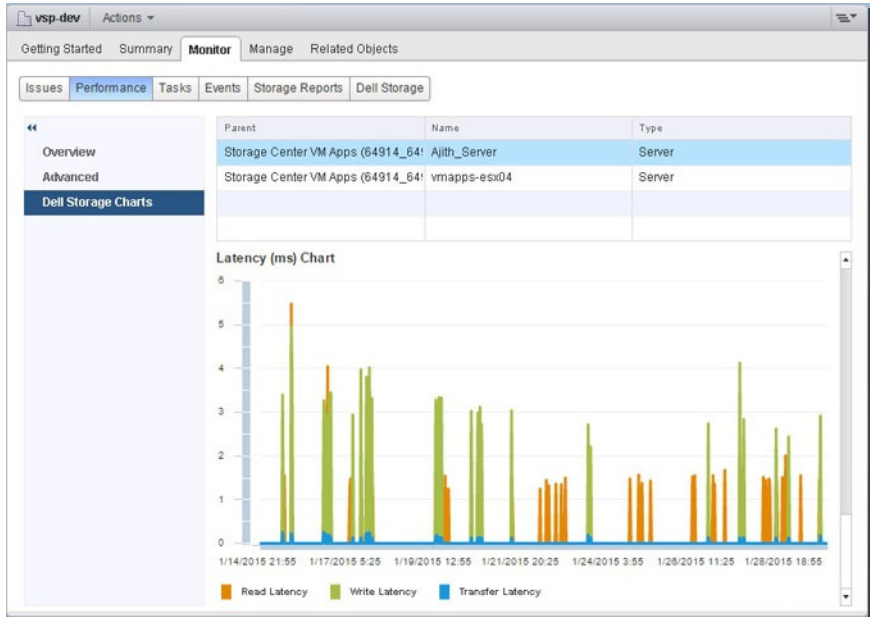 vsp-dev Actions
Getting Started Summary Monitor Manage Related Objects
Issues Performance Tasks Events Storage Reports Dell Storage
Overview
Advanced
Dell Storage Charts
Parent Name Type
Storage Center VM Apps (64914_649 Ajith_Server Server
Storage Center VM Apps (64914_649 vmapps-esx04 Server
Latency (ms) Chart
6
5
4
3
2
1
0
1/14/2015 21:55 1/17/2015 5:25 1/19/2015 12:55 1/21/2015 20:25 1/24/2015 3:55 1/26/2015 11:25 1/28/2015 18:55
Read Latency Write Latency Transfer Latency